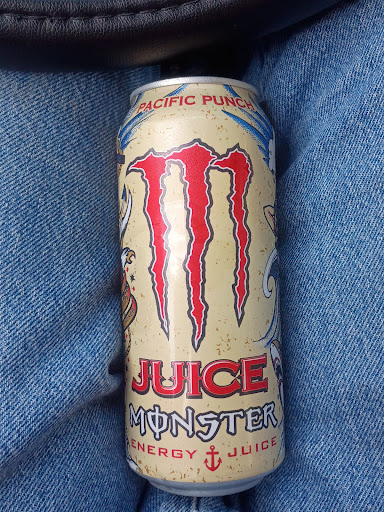 PACIFIC PUNCH
JUICE
MONSTER
ENERGY JUICE